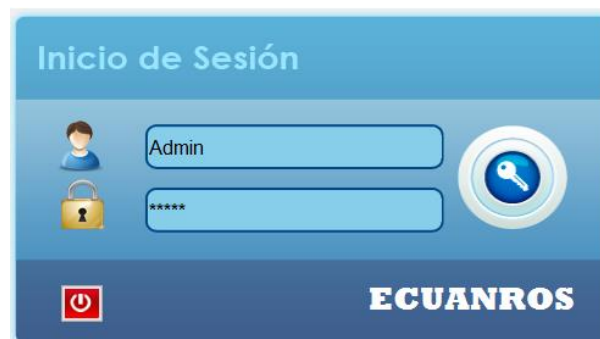 Inicio de Sesión
Admin
*****
ECUANROS